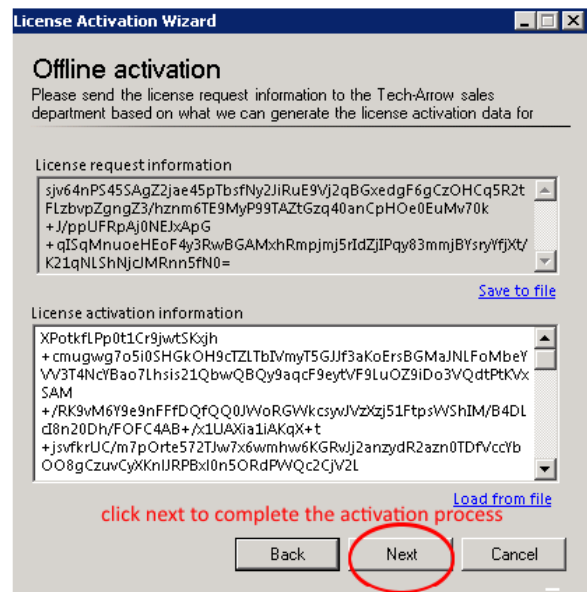 License Activation Wizard
Offline activation
Please send the license request information to the Tech-Arrow sales
department based on what we can generate the license activation data for
License request information
sjv64nPS45SAgZ2jae45pTbsfNy2JiRuE9Vj2qBGxedgF6gCzOHCq5R2t
FLzbvpZgngZ3/hznm6TE9MyP99TAZtGzq40anCpHOe0EuMv70k
+J/ppUFRpAj0NEJxApG
+qISqMnuoeHEoF4y3RwBGAMxhRmpjmj5rIdZjIPqy83mmjBYsryYfjXt/
K21qNLShNjcJMRnn5fN0=
Save to file
License activation information
XPotkfLPp0t1Cr9jwtSKxjh
+cmugwg7o5i0SHGkOH9cTZLTbIVmyT5GJJf3aKoErsBGMaJNLFoMbeY
VV3T4NcYBao7Lhsis21QbwQBQy9aqcF9eytVF9LuOZ9iDo3VQdtPtKVx
SAM
+/RK9vM6Y9e9nFFfDQfQQ0JWoRGWkcsyvJVzXzj51FtpsWShIM/B4DL
cI8n20Dh/FOFC4AB+/x1UAXia1iAKqX+t
+jsvfkrUC/m7pOrte572TJw7x6wmhw6KGRvJj2anzydR2azn0TDfVccYb
OO8gCzuvCyXKnIJRPBxI0n5ORdPWQc2CjV2L
Load from file
click next to complete the activation process
Back
Next
Cancel